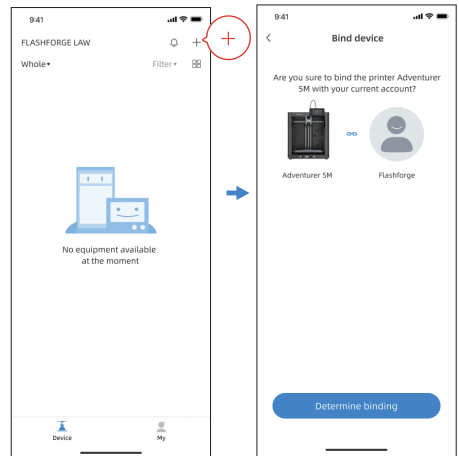 9:41
FLASHFORGE LAW
Whole
Filter
No equipment available
at the moment
Device
My
9:41
Bind device
Are you sure to bind the printer Adventurer
5M with your current account?
Adventurer 5M
Flashforge
Determine binding